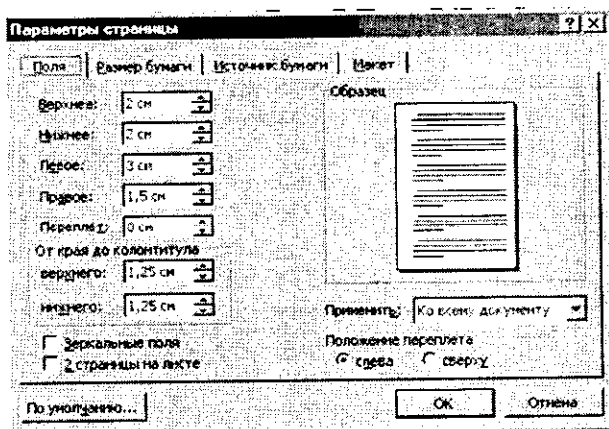 Параметры страницы
Поля Размер бумаги Источник бумаги Макет
Верхнее: 2 см
Нижнее: 2 см
Левое: 3 см
Правое: 1,5 см
Переплет: 0 см
От края до колонтитула
верхнего: 1,25 см
нижнего: 1,25 см
Зеркальные поля
2 страницы на листе
Образец
Применить: Ко всему документу
Положение переплета
слева сверху
По умолчанию... ОК Отмена